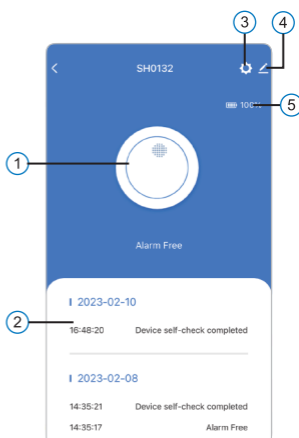 3
4
SH0132
100%
5
1
Alarm Free
2023-02-10
2
16:48:20 Device self-check completed
2023-02-08
14:35:21 Device self-check completed
14:35:17 Alarm Free